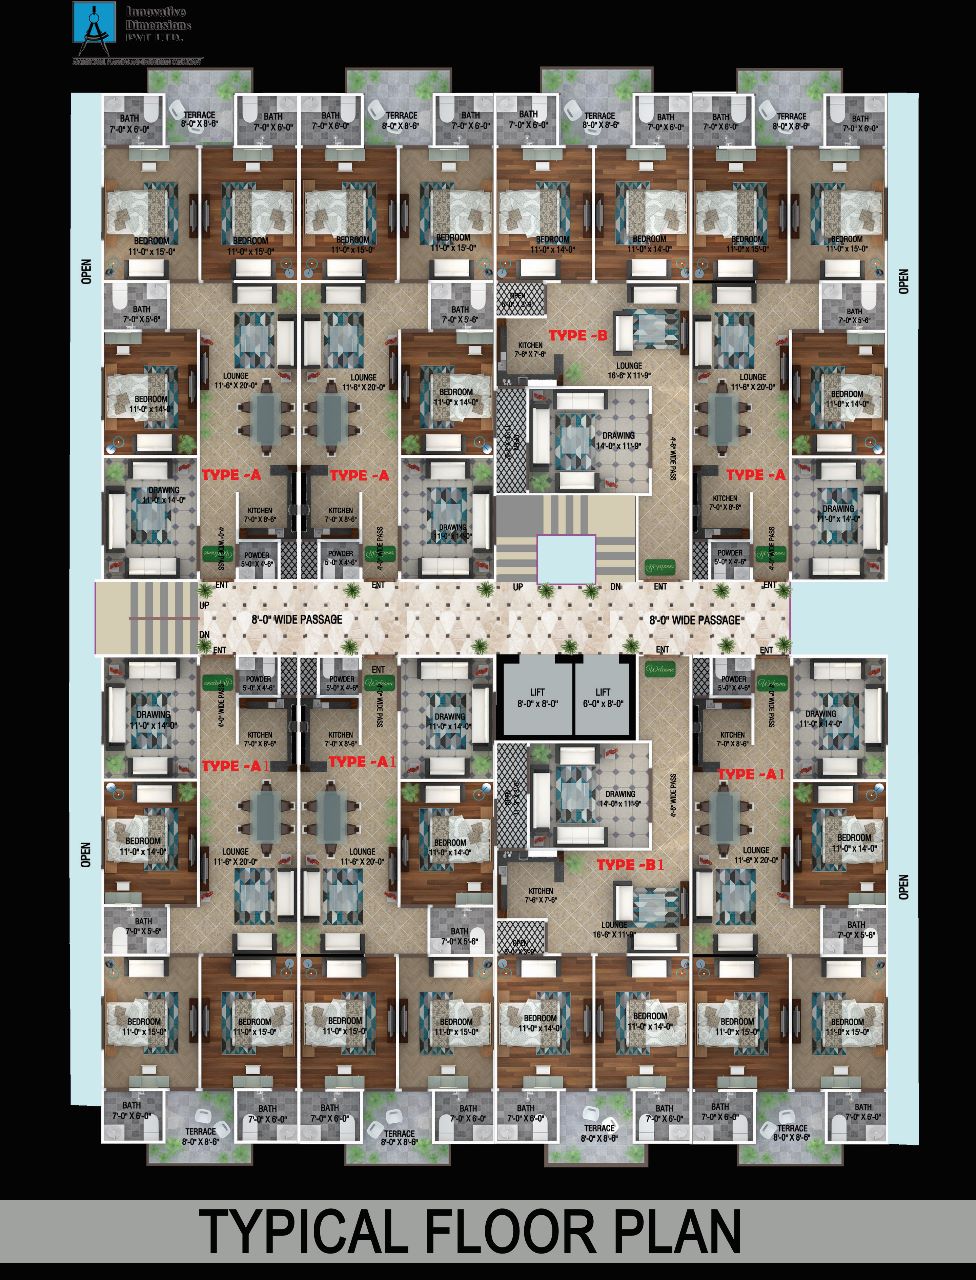 Innovative
Dimensions
PVT LTD.
BATH
7'-0" X 6'-0"
TERRACE
8'-0" X 8'-6"
BATH
7'-0" X 6'-0"
BATH
7'-0" X 6'-0"
TERRACE
8'-0" X 8'-6"
BATH
7'-0" X 6'-0"
BATH
7'-0" X 6'-0"
TERRACE
8'-0" X 8'-6"
BATH
7'-0" X 6'-0"
BATH
7'-0" X 6'-0"
TERRACE
8'-0" X 8'-6"
BATH
7'-0" X 6'-0"
BEDROOM
11'-0" x 15'-0"
BEDROOM
11'-0" x 15'-0"
BEDROOM
11'-0" x 15'-0"
BEDROOM
11'-0" x 15'-0"
BEDROOM
11'-0" x 14'-0"
BEDROOM
11'-0" x 14'-0"
BEDROOM
11'-0" x 15'-0"
BEDROOM
11'-0" x 15'-0"
OPEN
OPEN
BATH
7'-0" X 5'-6"
BATH
7'-0" X 5'-6"
OPEN
BATH
7'-0" X 5'-6"
TYPE -B
KITCHEN
7'-6" X 7'-6"
LOUNGE
16'-6" X 11'-9"
LOUNGE
11'-6" X 20'-0"
LOUNGE
11'-6" X 20'-0"
LOUNGE
11'-6" X 20'-0"
BEDROOM
11'-0" x 14'-0"
BEDROOM
11'-0" x 14'-0"
BEDROOM
11'-0" x 14'-0"
DRAWING
14'-0" x 11'-9"
4'-0" WIDE PASS
TYPE -A
TYPE -A
TYPE -A
DRAWING
11'-0" x 14'-0"
KITCHEN
7'-0" X 8'-6"
KITCHEN
7'-0" X 8'-6"
DRAWING
11'-0" x 14'-0"
KITCHEN
7'-0" X 8'-6"
DRAWING
11'-0" x 14'-0"
4'-0" WIDE PASS
4'-0" WIDE PASS
4'-0" WIDE PASS
POWDER
5'-0" X 4'-6"
POWDER
5'-0" X 4'-6"
POWDER
5'-0" X 4'-6"
Welcome
Welcome
Welcome
Welcome
ENT
ENT
UP
DN
ENT
ENT
UP
8'-0" WIDE PASSAGE
8'-0" WIDE PASSAGE
DN
ENT
ENT
ENT
ENT
POWDER
5'-0" X 4'-6"
POWDER
5'-0" X 4'-6"
POWDER
5'-0" X 4'-6"
Welcome
Welcome
Welcome
Welcome
4'-0" WIDE PASS
WIDE PASS
WIDE PASS
LIFT
8'-0" X 8'-0"
LIFT
6'-0" X 8'-0"
DRAWING
11'-0" x 14'-0"
DRAWING
11'-0" x 14'-0"
DRAWING
11'-0" x 14'-0"
KITCHEN
7'-0" X 8'-6"
KITCHEN
7'-0" X 8'-6"
KITCHEN
7'-0" X 8'-6"
TYPE -A1
TYPE -A1
TYPE -A1
DRAWING
14'-0" x 11'-9"
4'-0" WIDE PASS
OPEN
BEDROOM
11'-0" x 14'-0"
BEDROOM
11'-0" x 14'-0"
BEDROOM
11'-0" x 14'-0"
LOUNGE
11'-6" X 20'-0"
LOUNGE
11'-6" X 20'-0"
LOUNGE
11'-6" X 20'-0"
TYPE -B1
KITCHEN
7'-6" X 7'-6"
LOUNGE
16'-6" X 11'-9"
OPEN
BATH
7'-0" X 5'-6"
BATH
7'-0" X 5'-6"
OPEN
BATH
7'-0" X 5'-6"
BEDROOM
11'-0" x 15'-0"
BEDROOM
11'-0" x 15'-0"
BEDROOM
11'-0" x 15'-0"
BEDROOM
11'-0" x 15'-0"
BEDROOM
11'-0" x 14'-0"
BEDROOM
11'-0" x 14'-0"
BEDROOM
11'-0" x 15'-0"
BEDROOM
11'-0" x 15'-0"
BATH
7'-0" X 6'-0"
TERRACE
8'-0" X 8'-6"
BATH
7'-0" X 6'-0"
BATH
7'-0" X 6'-0"
TERRACE
8'-0" X 8'-6"
BATH
7'-0" X 6'-0"
BATH
7'-0" X 6'-0"
TERRACE
8'-0" X 8'-6"
BATH
7'-0" X 6'-0"
BATH
7'-0" X 6'-0"
TERRACE
8'-0" X 8'-6"
BATH
7'-0" X 6'-0"
TYPICAL FLOOR PLAN